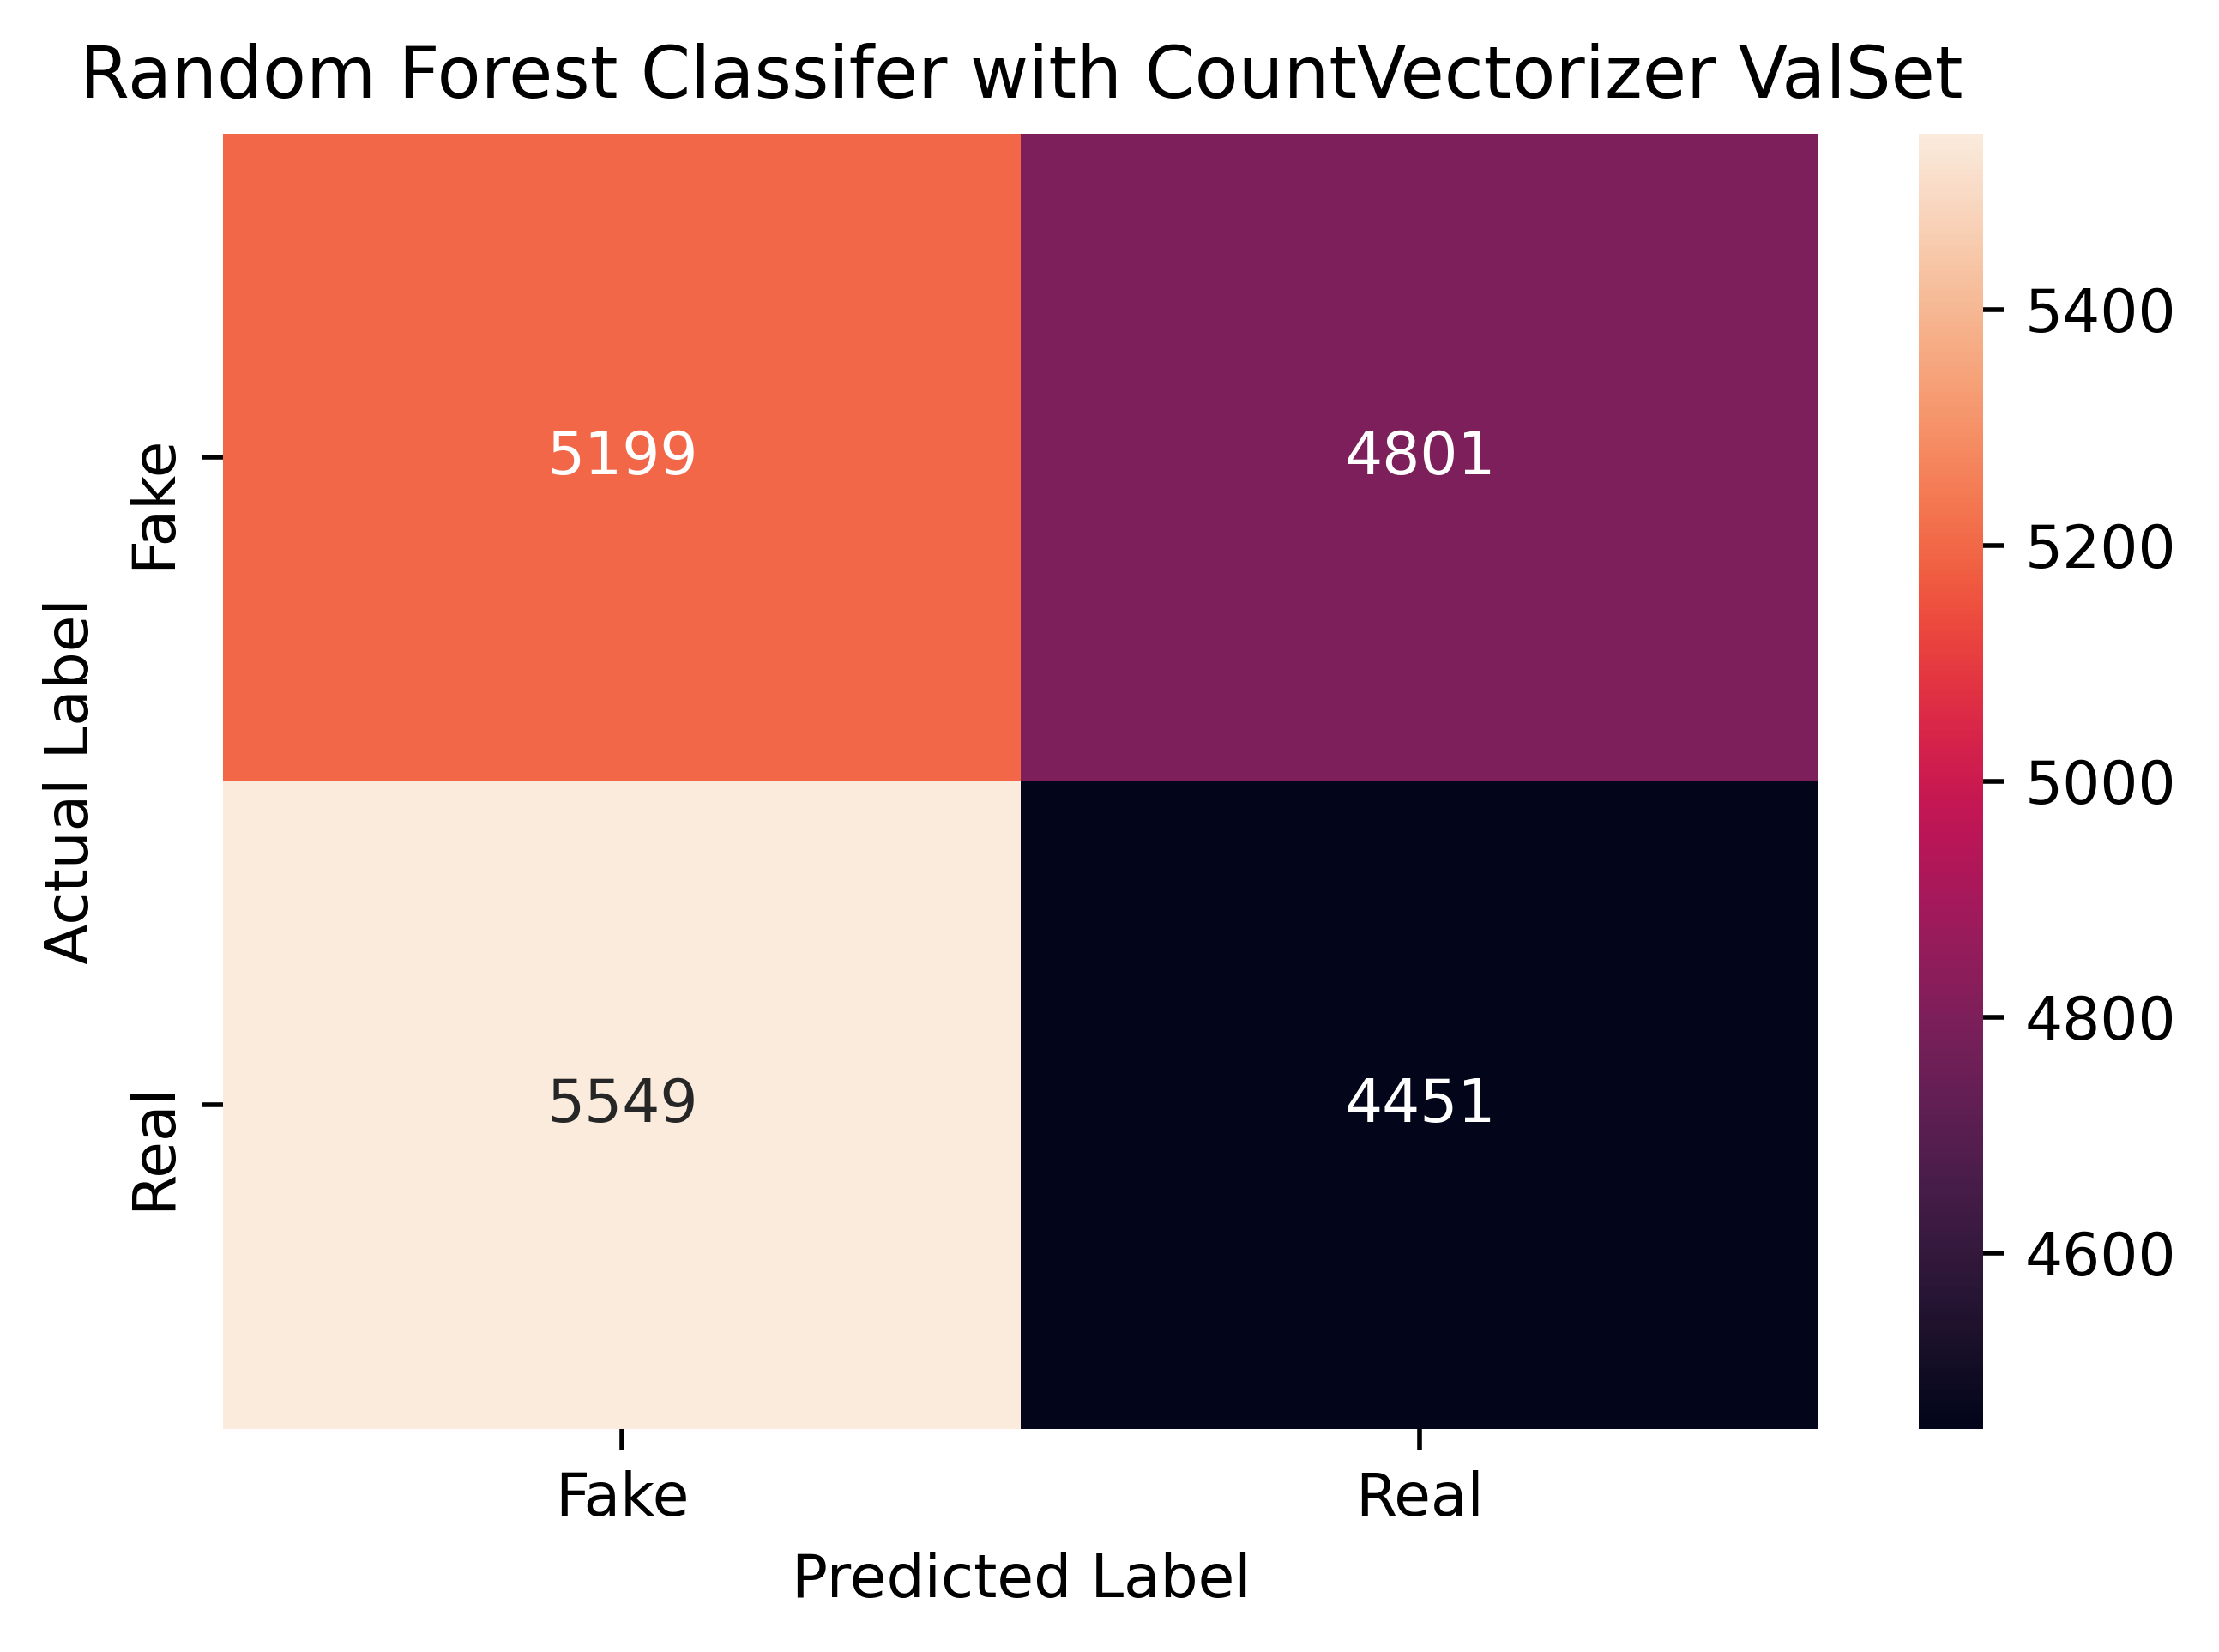 Random Forest Classifer with CountVectorizer ValSet
Actual Label
Fake
Real
5199
4801
5549
4451
Fake
Real
Predicted Label
5400
5200
5000
4800
4600